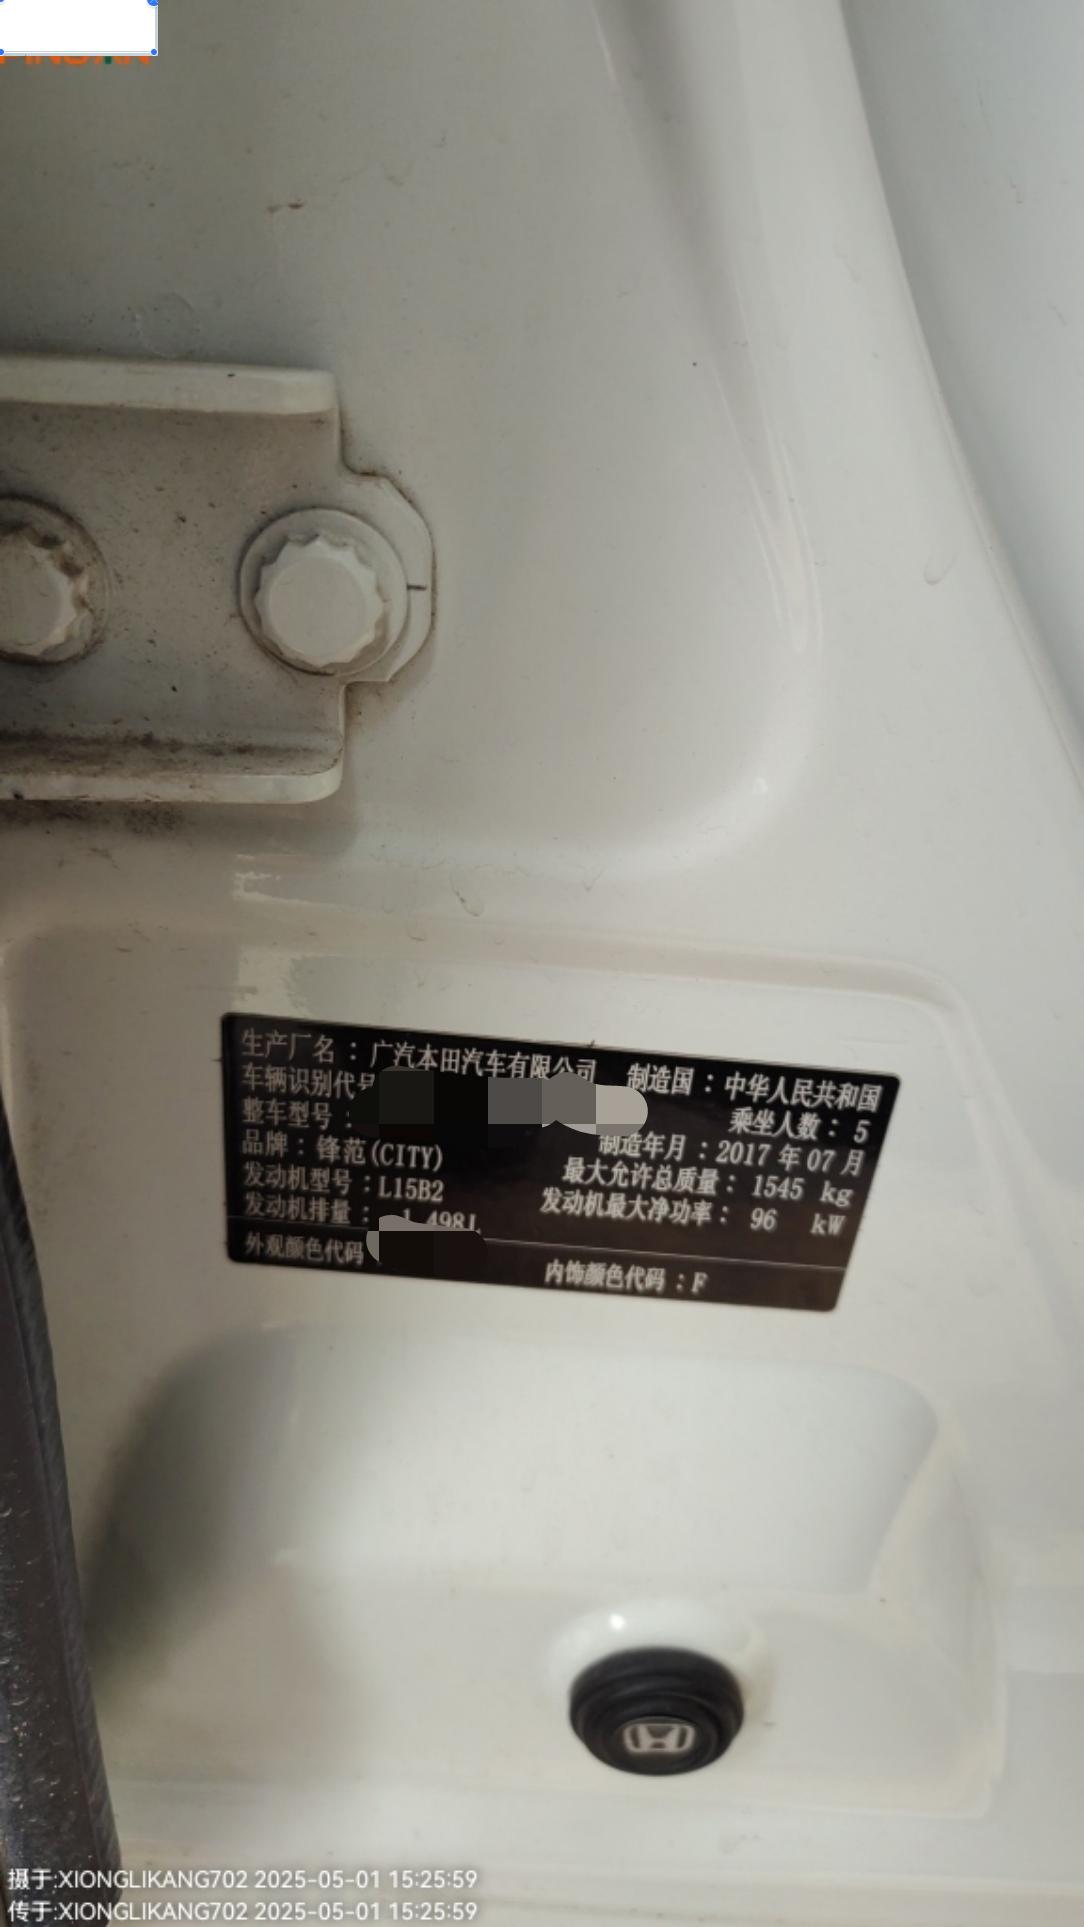 生产厂名：广汽本田汽车有限公司 制造国：中华人民共和国
车辆识别代号 乘坐人数：5
整车型号： 制造年月：2017年07月
品牌：锋范(CITY) 最大允许总质量：1545 kg
发动机型号：L15B2 发动机最大净功率：96 kW
发动机排量：1.498L
外观颜色代码 内饰颜色代码：F
摄于:XIONGLIKANG702 2025-05-01 15:25:59
传于:XIONGLIKANG702 2025-05-01 15:25:59